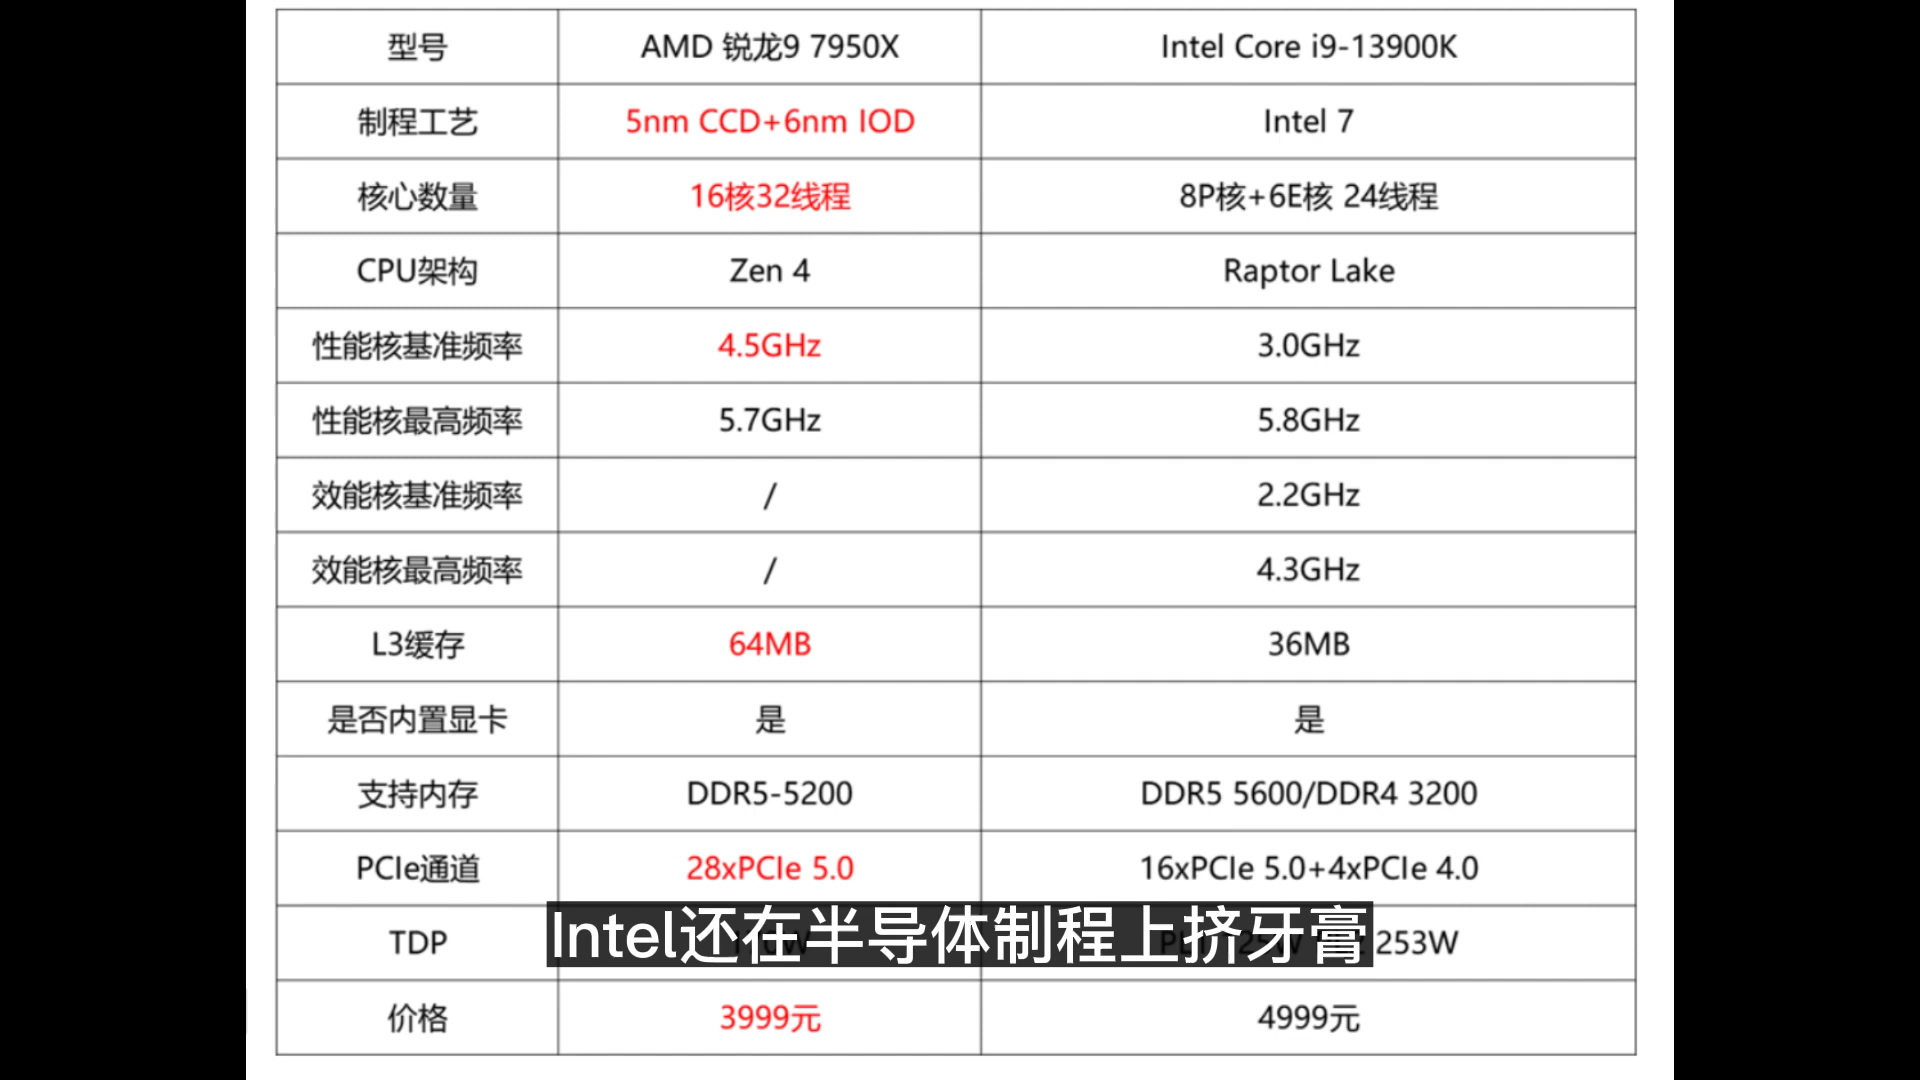 型号 AMD 锐龙9 7950X Intel Core i9-13900K
制程工艺 5nm CCD+6nm IOD Intel 7
核心数量 16核32线程 8P核+6E核 24线程
CPU架构 Zen 4 Raptor Lake
性能核基准频率 4.5GHz 3.0GHz
性能核最高频率 5.7GHz 5.8GHz
效能核基准频率 / 2.2GHz
效能核最高频率 / 4.3GHz
L3缓存 64MB 36MB
是否内置显卡 是 是
支持内存 DDR5-5200 DDR5 5600/DDR4 3200
PCIe通道 28xPCIe 5.0 16xPCIe 5.0+4xPCIe 4.0
TDP 253W
Intel还在半导体制程上挤牙膏
价格 3999元 4999元